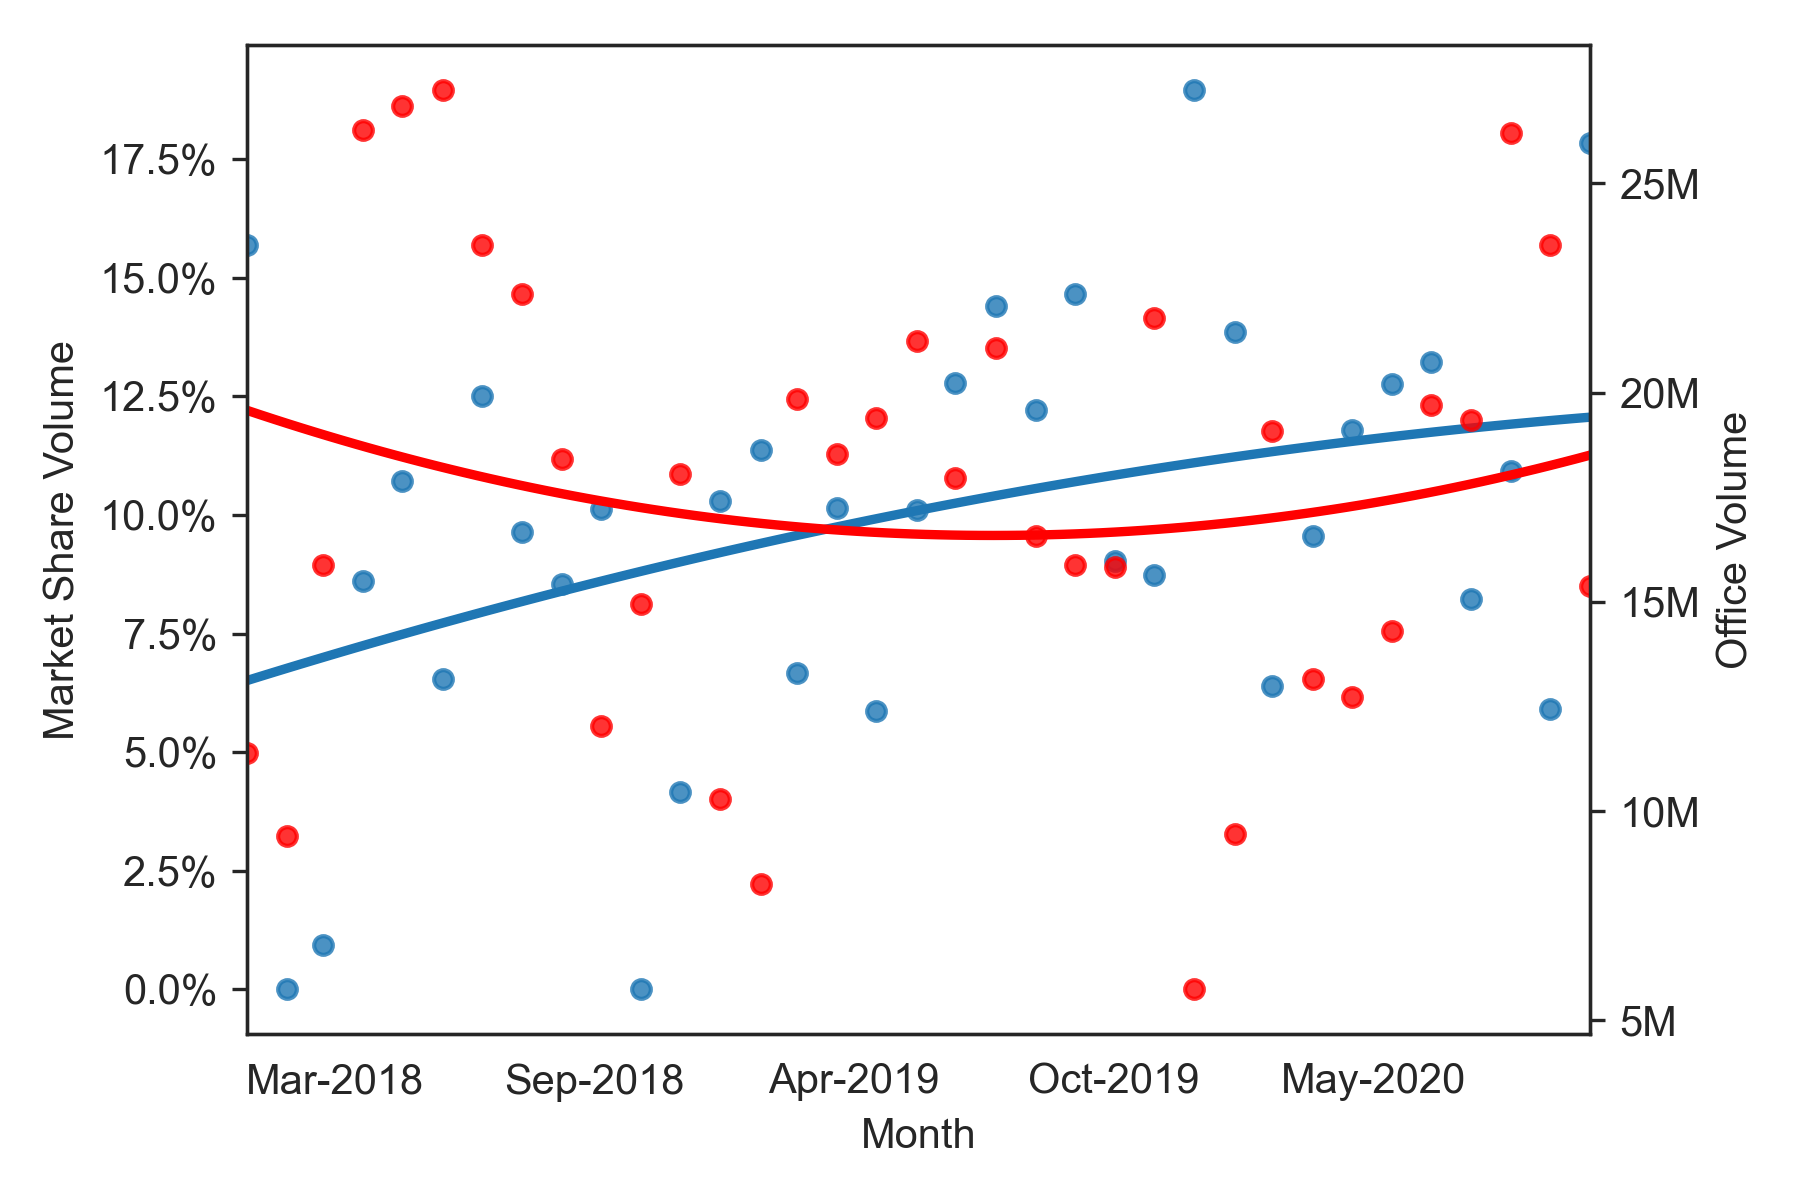 Market Share Volume
17.5%
15.0%
12.5%
10.0%
7.5%
5.0%
2.5%
0.0%
25M
20M
15M
10M
5M
Office Volume
Mar-2018 Sep-2018 Apr-2019 Oct-2019 May-2020
Month